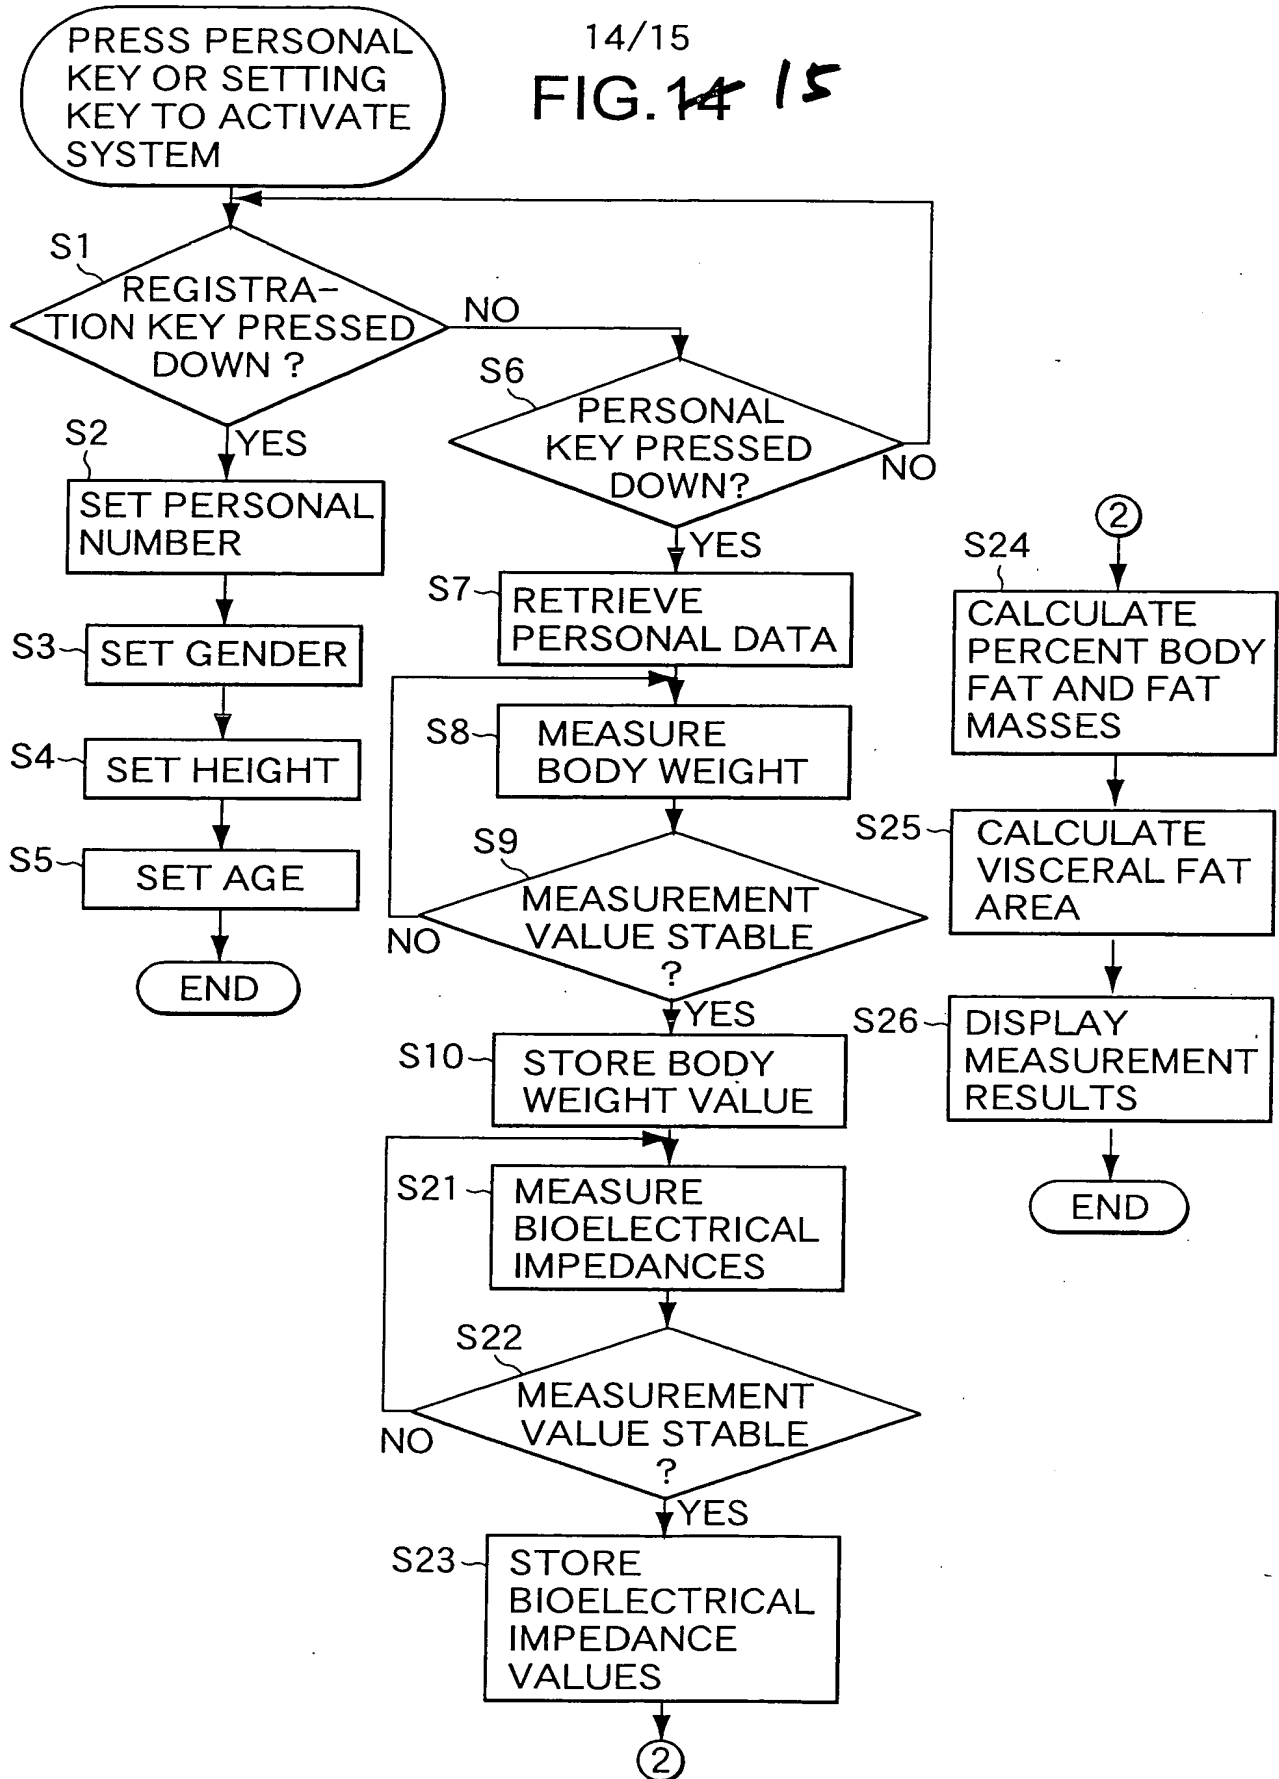 14/15
FIG.14 15
PRESS PERSONAL
KEY OR SETTING
KEY TO ACTIVATE
SYSTEM
S1
REGISTRA-
TION KEY PRESSED
DOWN ?
NO
YES
S2
SET PERSONAL
NUMBER
S3
SET GENDER
S4
SET HEIGHT
S5
SET AGE
END
S6
PERSONAL
KEY PRESSED
DOWN?
NO
YES
S7
RETRIEVE
PERSONAL DATA
S8
MEASURE
BODY WEIGHT
S9
MEASUREMENT
VALUE STABLE
?
NO
YES
S10
STORE BODY
WEIGHT VALUE
S21
MEASURE
BIOELECTRICAL
IMPEDANCES
S22
MEASUREMENT
VALUE STABLE
?
NO
YES
S23
STORE
BIOELECTRICAL
IMPEDANCE
VALUES
2
2
S24
CALCULATE
PERCENT BODY
FAT AND FAT
MASSES
S25
CALCULATE
VISCERAL FAT
AREA
S26
DISPLAY
MEASUREMENT
RESULTS
END